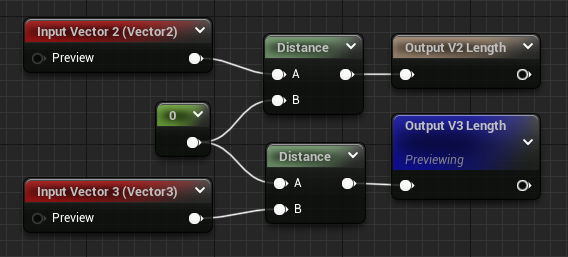 Input Vector 2 (Vector2)
Preview
Distance
A
B
Output V2 Length
0
Output V3 Length
Previewing
Distance
A
B
Input Vector 3 (Vector3)
Preview